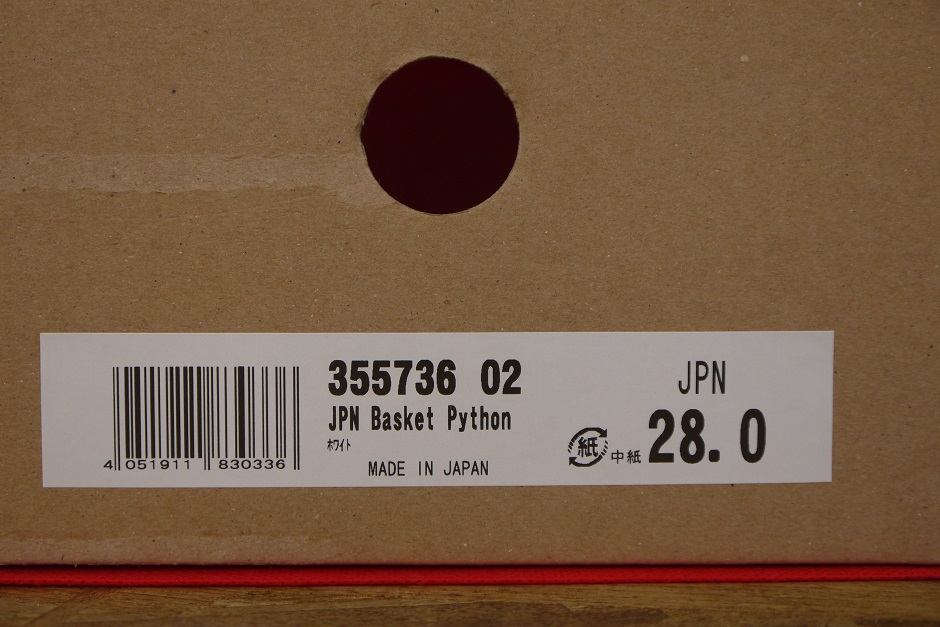 4 051911 830336
355736 02
JPN Basket Python
ホワイト
MADE IN JAPAN
紙 中紙
JPN
28.0